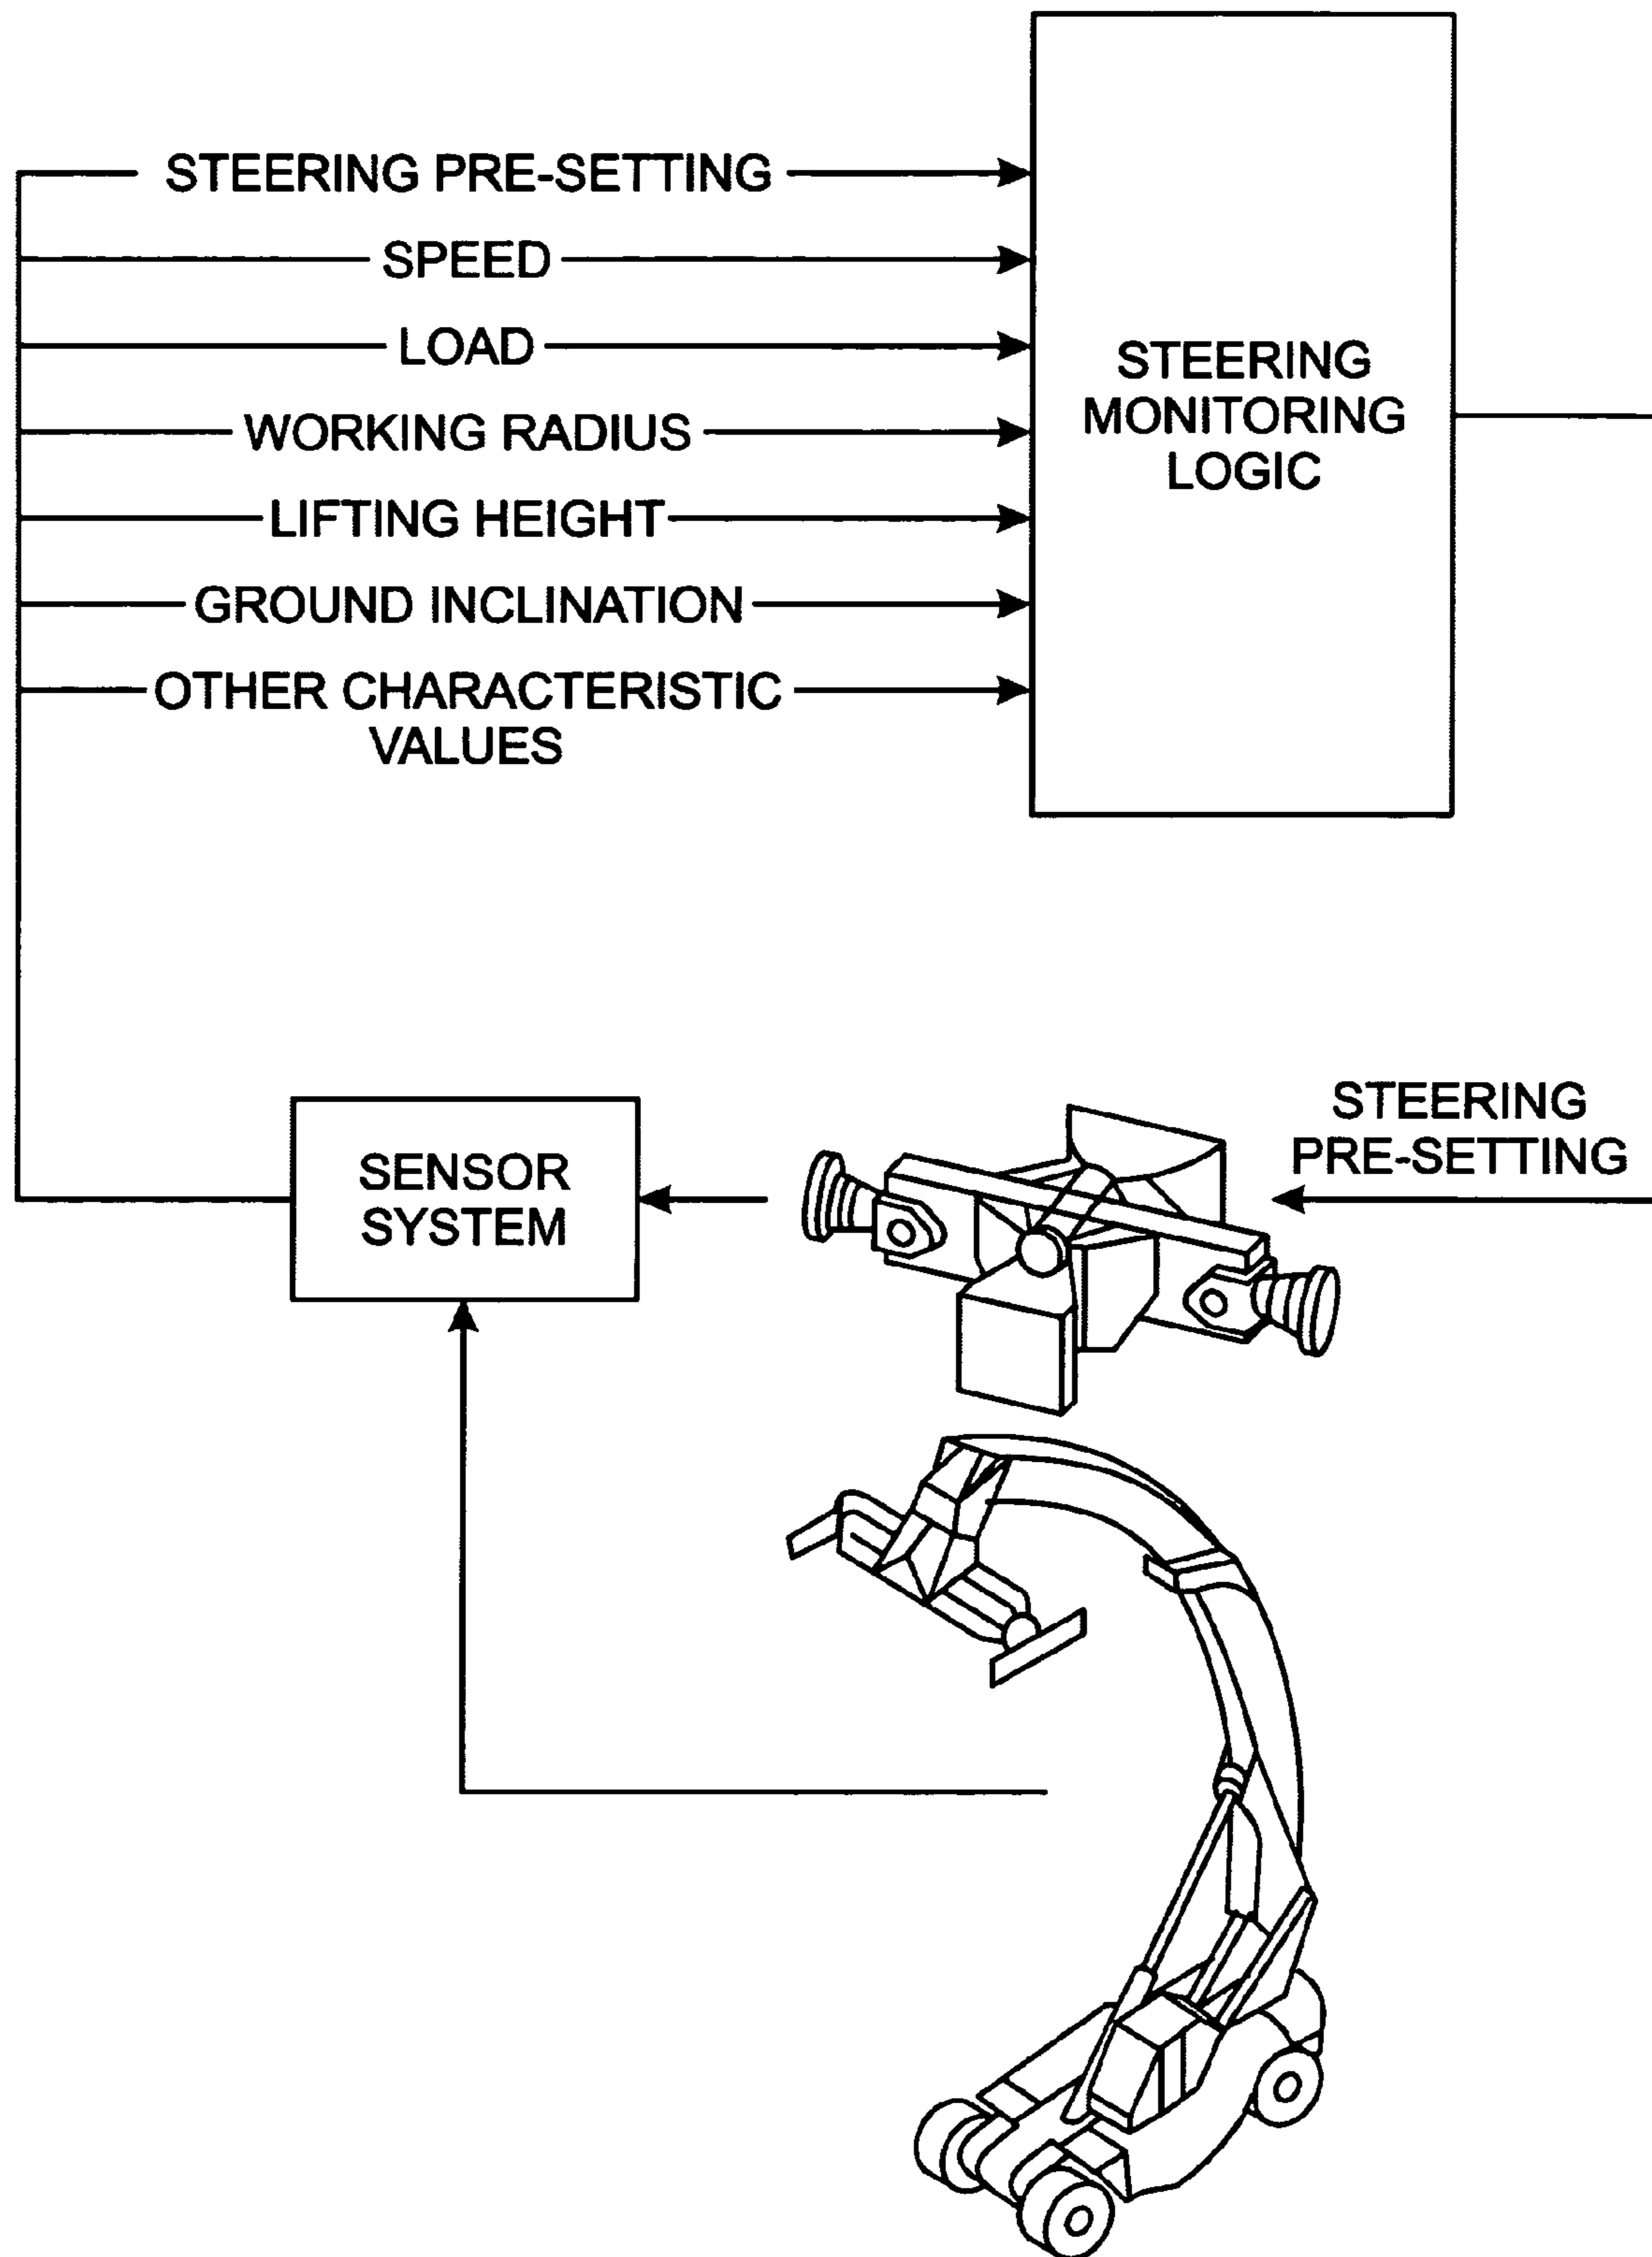 STEERING PRE-SETTING
SPEED
LOAD
WORKING RADIUS
LIFTING HEIGHT
GROUND INCLINATION
OTHER CHARACTERISTIC
VALUES
STEERING
MONITORING
LOGIC
SENSOR
SYSTEM
STEERING
PRE-SETTING